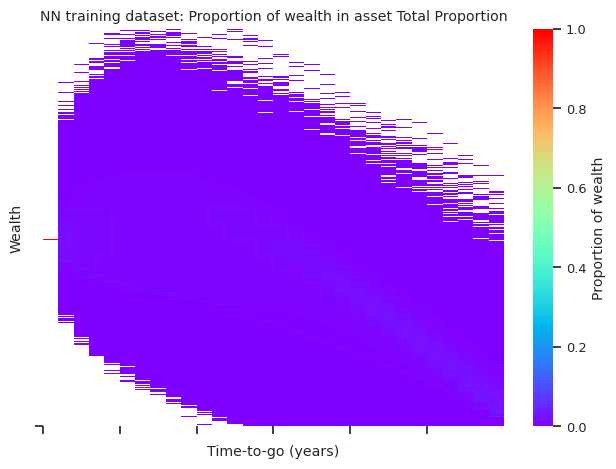 NN training dataset: Proportion of wealth in asset Total Proportion
Wealth
Time-to-go (years)
1.0
0.8
0.6
0.4
0.2
0.0
Proportion of wealth